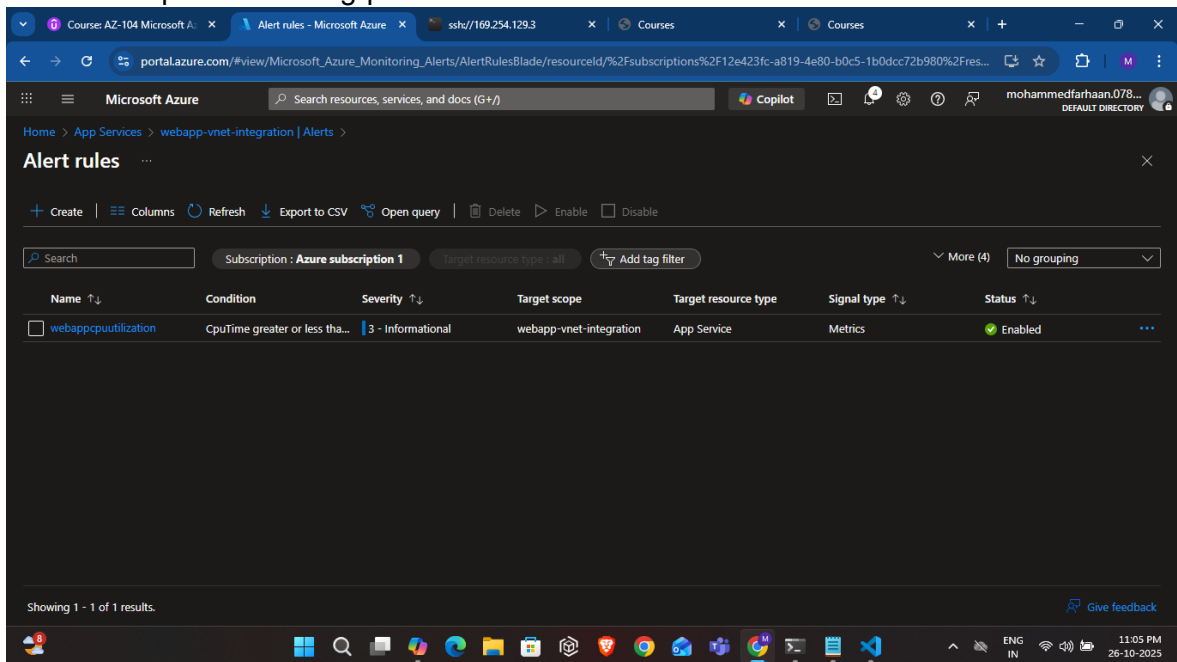 Course: AZ-104 Microsoft A
Alert rules - Microsoft Azure
ssh://169.254.129.3
Courses
Courses
portal.azure.com/#view/Microsoft_Azure_Monitoring_Alerts/AlertRulesBlade/resourceId/%2Fsubscriptions%2F12e423fc-a819-4e80-b0c5-1b0dcc72b980%2Fres...
M
Microsoft Azure
Search resources, services, and docs (G+/)
Copilot
4
mohammedfarhaan.078...
DEFAULT DIRECTORY
Home > App Services > webapp-vnet-integration | Alerts >
Alert rules ...
Create | Columns Refresh Export to CSV Open query | Delete Enable Disable
Search
Subscription : Azure subscription 1
Target resource type : all
Add tag filter
More (4)
No grouping
Name ↑↓ Condition Severity ↑↓ Target scope Target resource type Signal type ↑↓ Status ↑↓
webappcpuutilization CpuTime greater or less tha... 3 - Informational webapp-vnet-integration App Service Metrics Enabled ...
Showing 1 - 1 of 1 results.
Give feedback
8
M
ENG
IN
11:05 PM
26-10-2025